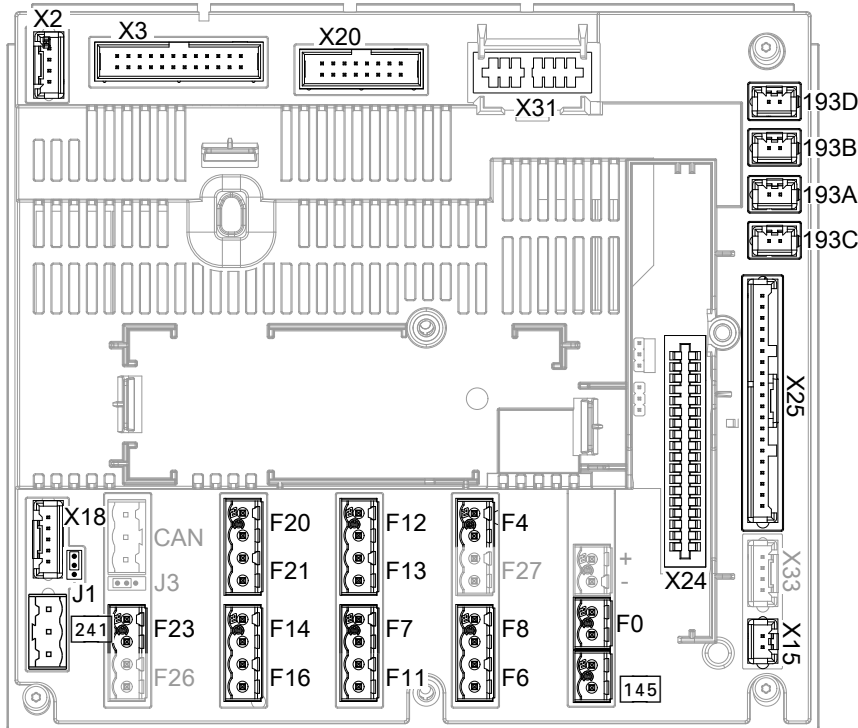 X2
X3
X20
X31
193D
193B
193A
193C
X25
X18
CAN
F20
F12
F4
J3
F21
F13
F27
+
-
X24
X33
J1
241
F23
F14
F7
F8
F0
X15
F26
F16
F11
F6
145